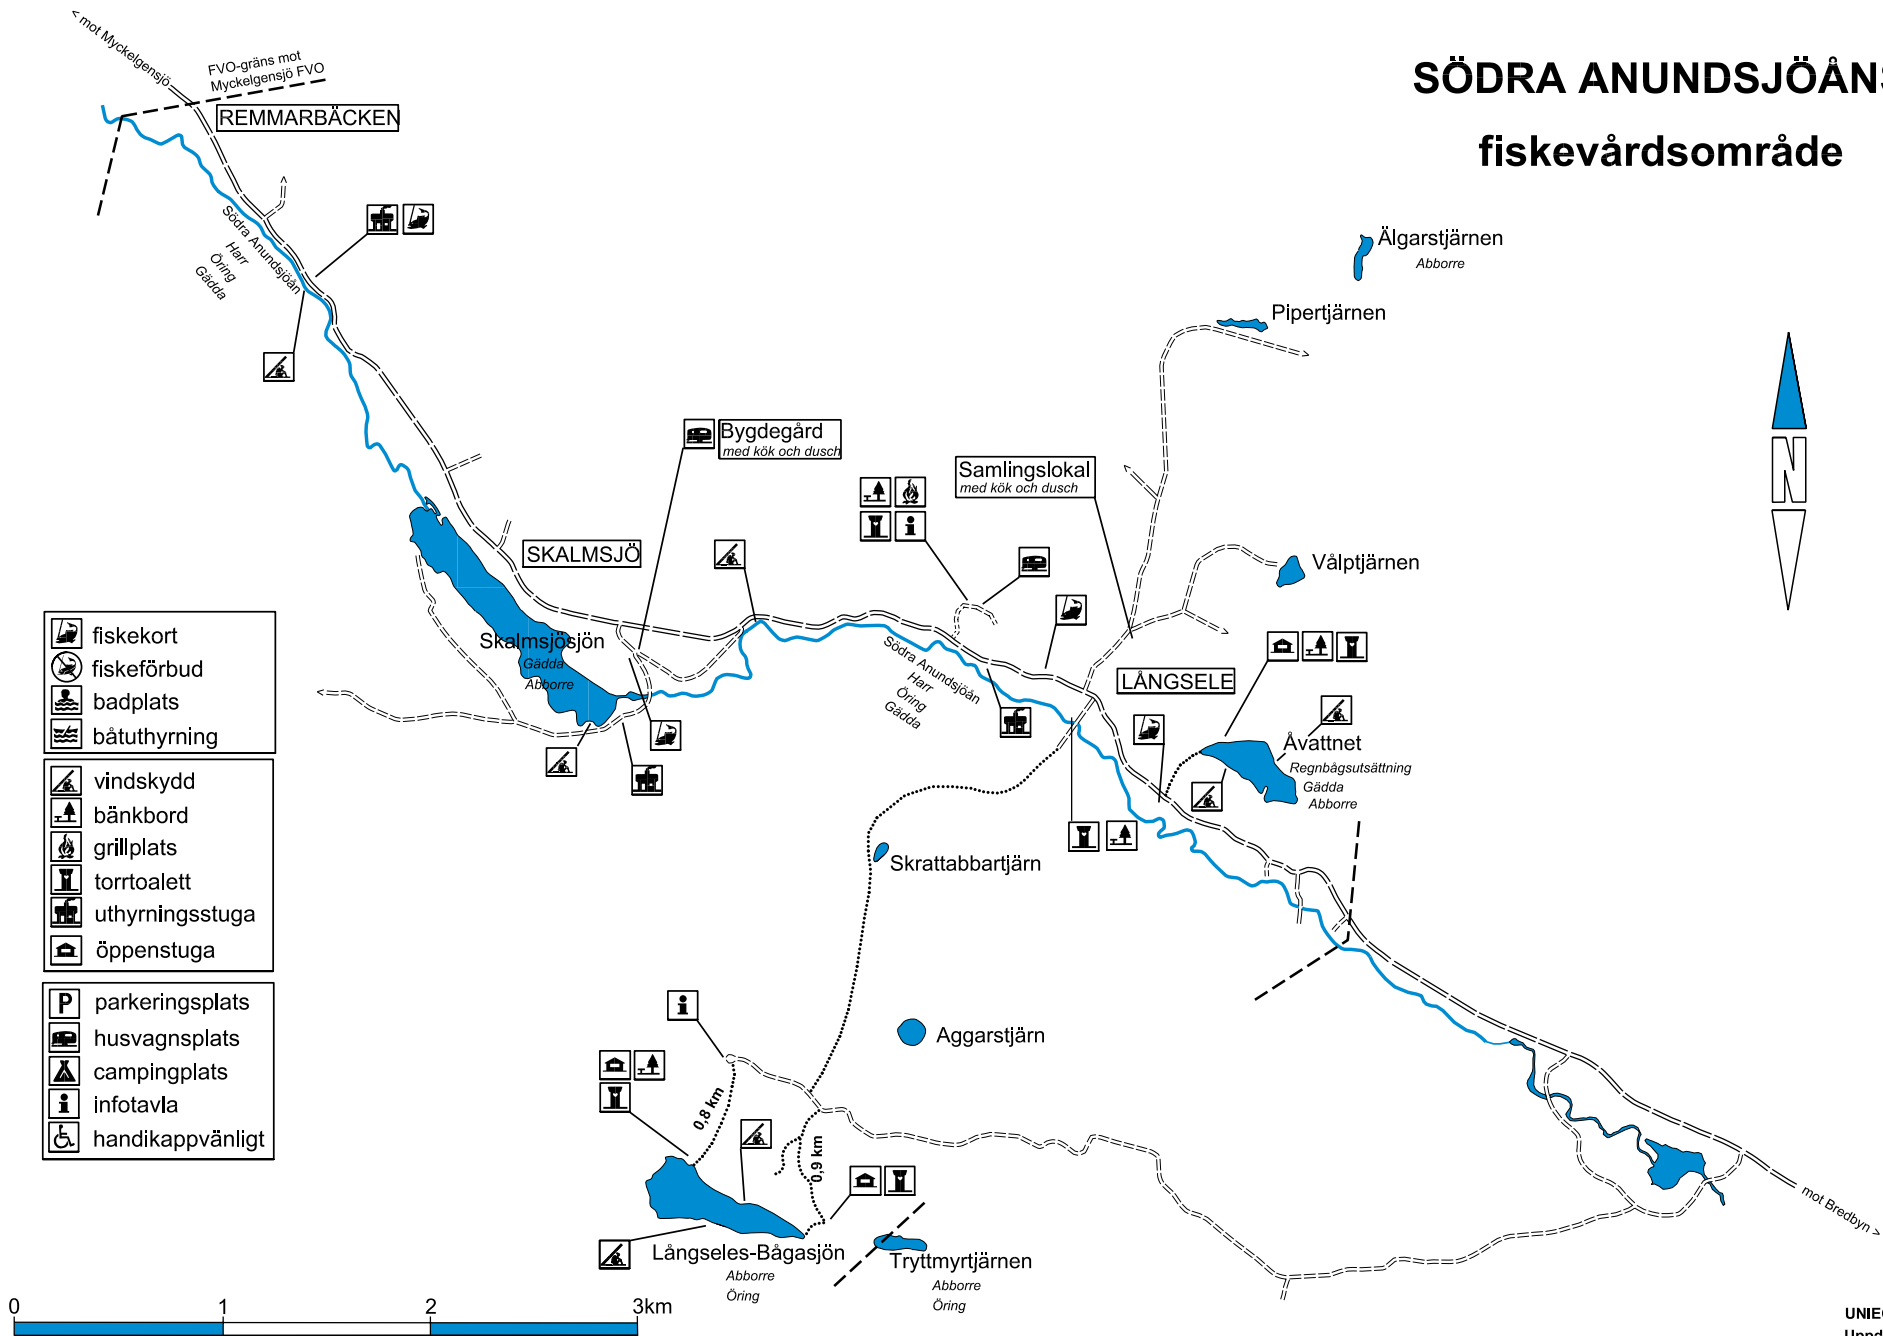 SÖDRA ANUNDSJÖÅNS
fiskevårdsområde
< mot Myckelgensjö
FVO-gräns mot
Myckelgensjö FVO
REMMARBÄCKEN
Södra Anundsjöån
Harr
Öring
Gädda
Älgarstjärnen
Abborre
Pipertjärnen
N
Bygdegård
med kök och dusch
Samlingslokal
med kök och dusch
SKALMSJÖ
Vålptjärnen
Skalmsjösjön
Gädda
Abborre
Södra Anundsjöån
Harr
Öring
Gädda
LÅNGSELE
Åvattnet
Regnbågsutsättning
Gädda
Abborre
fiskekort
fiskeförbud
badplats
båtuthyrning
vindskydd
bänkbord
grillplats
torrtoalett
uthyrningsstuga
öppenstuga
P parkeringsplats
husvagnsplats
campingplats
i infotavla
handikappvänligt
Skrattabbartjärn
Aggarstjärn
0,8 km
0,9 km
Långseles-Bågasjön
Abborre
Öring
Tryttmyrtjärnen
Abborre
Öring
mot Bredbyn >
0 1 2 3km